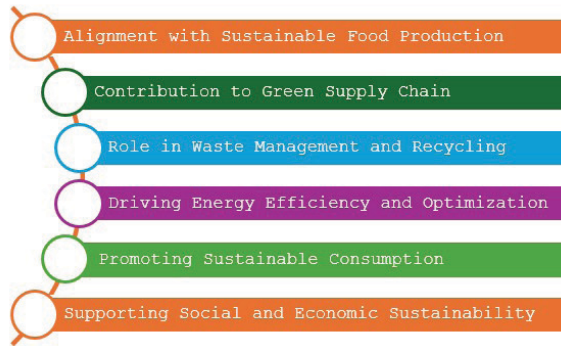 Alignment with Sustainable Food Production
Contribution to Green Supply Chain
Role in Waste Management and Recycling
Driving Energy Efficiency and Optimization
Promoting Sustainable Consumption
Supporting Social and Economic Sustainability